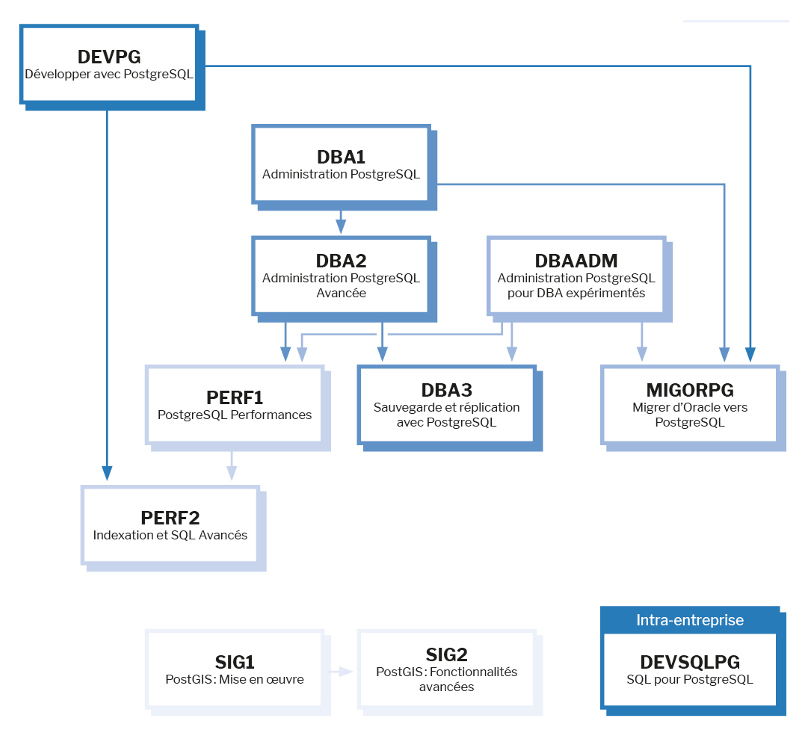 DEVPG
Développer avec PostgreSQL
DBA1
Administration PostgreSQL
DBA2
Administration PostgreSQL
Avancée
DBAADM
Administration PostgreSQL
pour DBA expérimentés
PERF1
PostgreSQL Performances
DBA3
Sauvegarde et réplication
avec PostgreSQL
MIGORPG
Migrer d'Oracle vers
PostgreSQL
PERF2
Indexation et SQL Avancés
SIG1
PostGIS : Mise en œuvre
SIG2
PostGIS : Fonctionnalités
avancées
Intra-entreprise
DEVSQLPG
SQL pour PostgreSQL